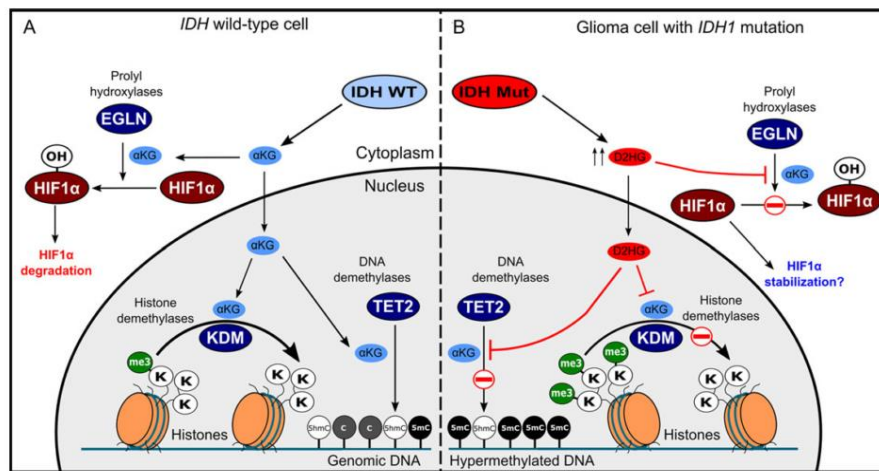 A
IDH wild-type cell
Prolyl
hydroxylases
EGLN
IDH WT
OH
αKG
αKG
Cytoplasm
HIF1α
HIF1α
Nucleus
HIF1α
degradation
αKG
DNA
demethylases
αKG
Histone
demethylases
TET2
KDM
αKG
me3
K
K
K
K
K
K
K
Histones
5hmC
C
C
5hmC
5mC
Genomic DNA
B
Glioma cell with IDH1 mutation
IDH Mut
Prolyl
hydroxylases
EGLN
D2HG
αKG
OH
HIF1α
HIF1α
D2HG
DNA
demethylases
HIF1α
stabilization?
TET2
αKG
Histone
demethylases
αKG
KDM
me3
me3
me3
K
K
K
K
K
K
K
Histones
5mC
5hmC
5mC
5mC
5mC
Hypermethylated DNA